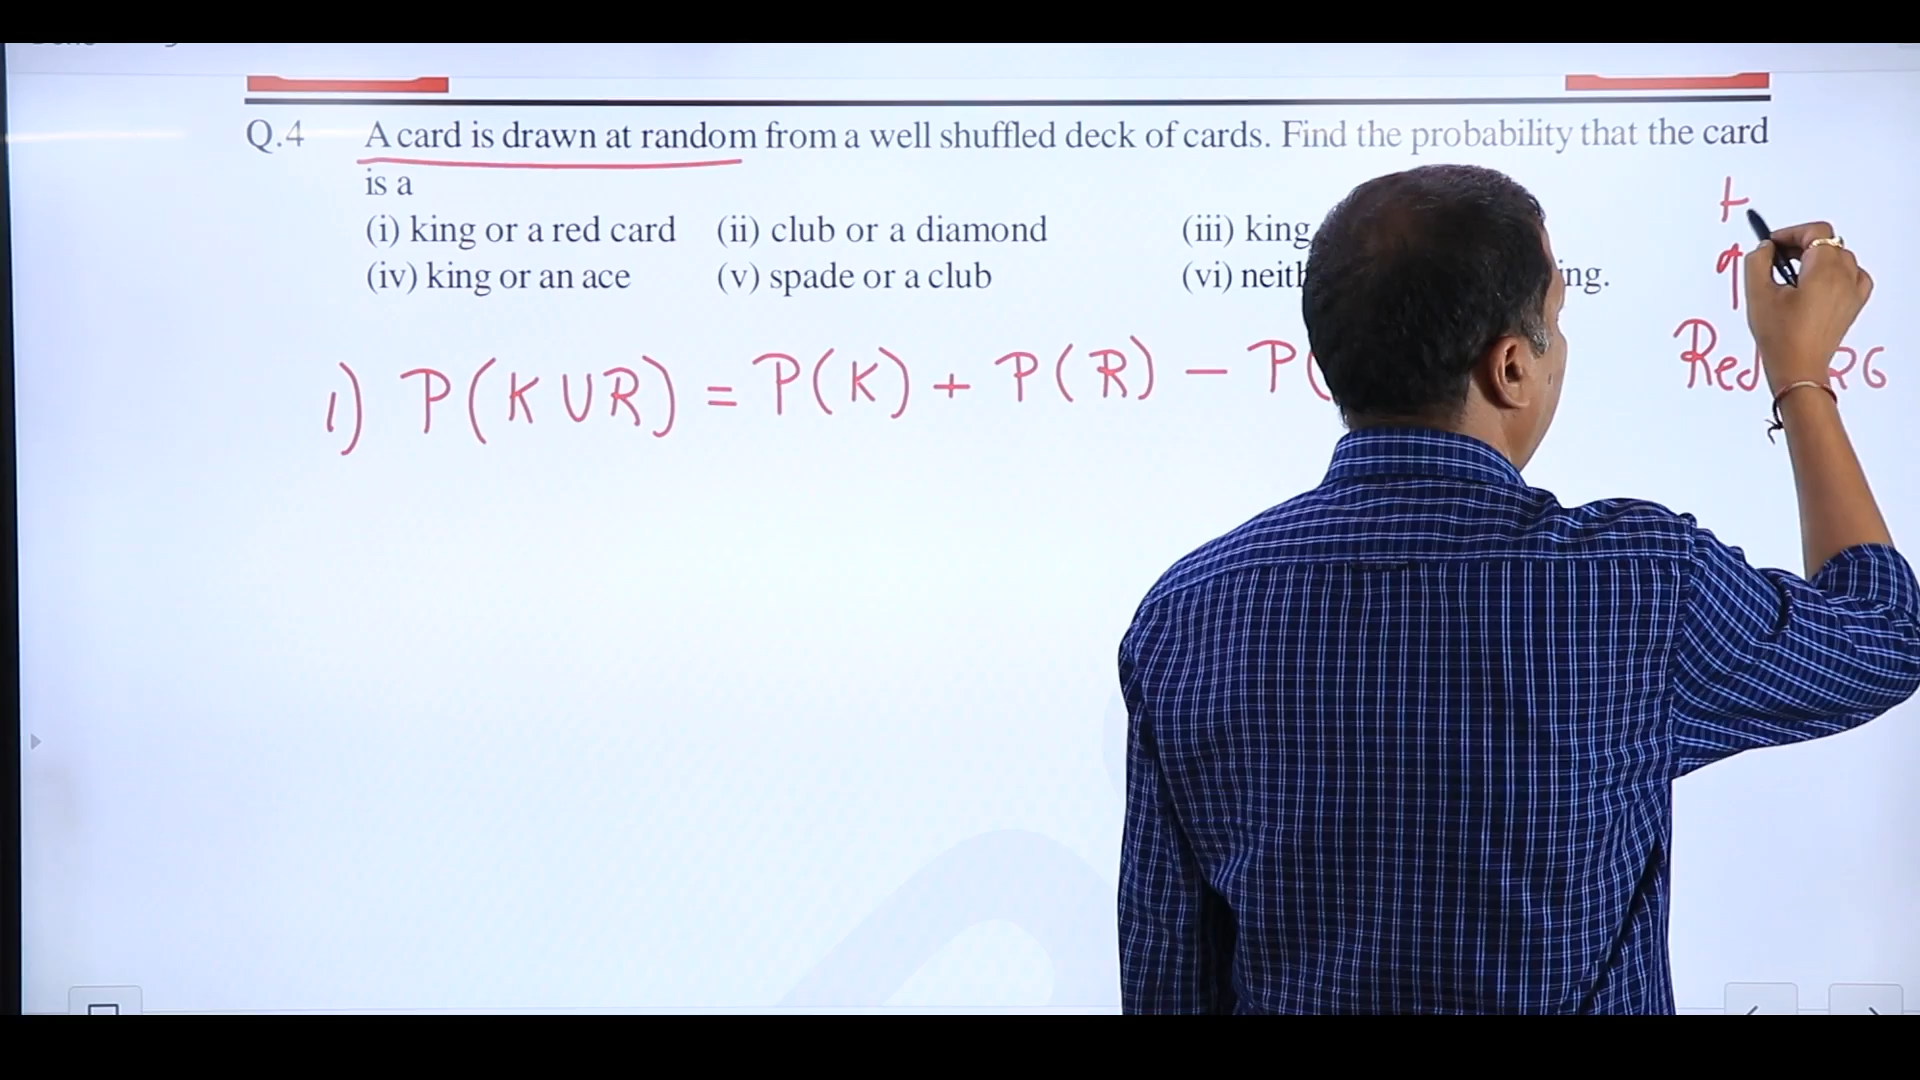 Q.4 A card is drawn at random from a well shuffled deck of cards. Find the probability that the card
is a
(i) king or a red card (ii) club or a diamond (iii) king
(iv) king or an ace (v) spade or a club (vi)
1) P(K∪R) = P(K) + P(R) - P(
Red 26